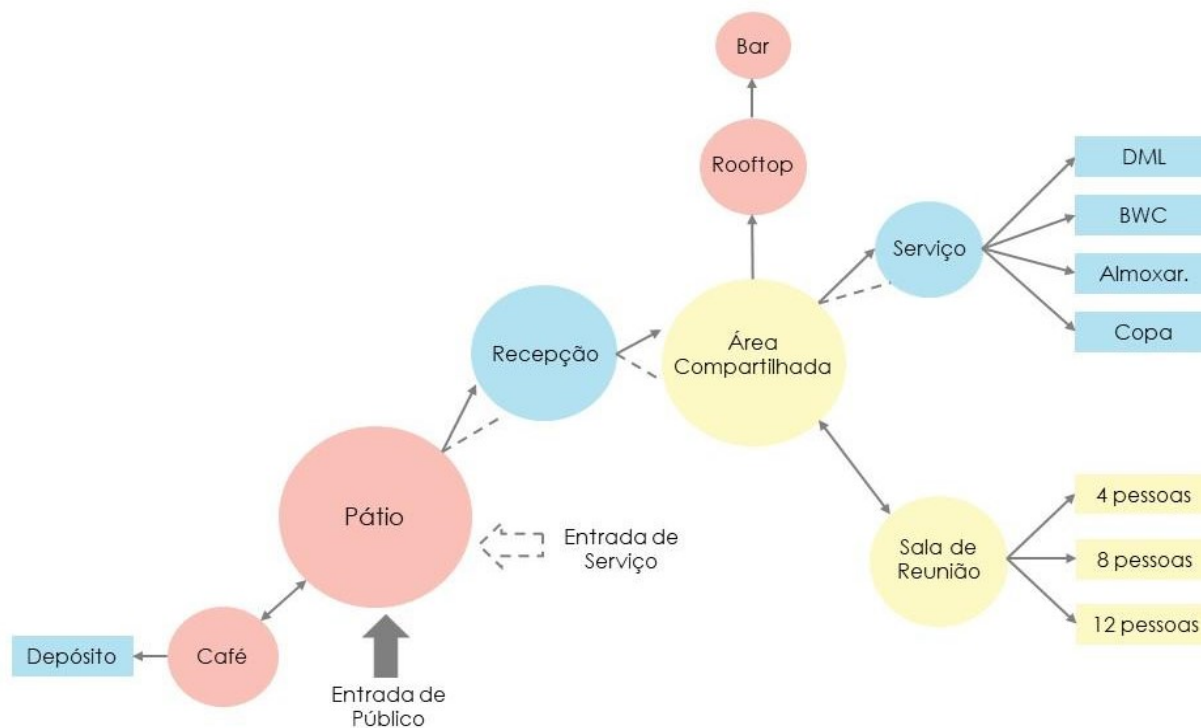 Bar
Rooftop
DML
BWC
Serviço
Almoxar.
Copa
Recepção
Área
Compartilhada
4 pessoas
Pátio
Entrada de
Serviço
Sala de
Reunião
8 pessoas
12 pessoas
Depósito
Café
Entrada de
Público